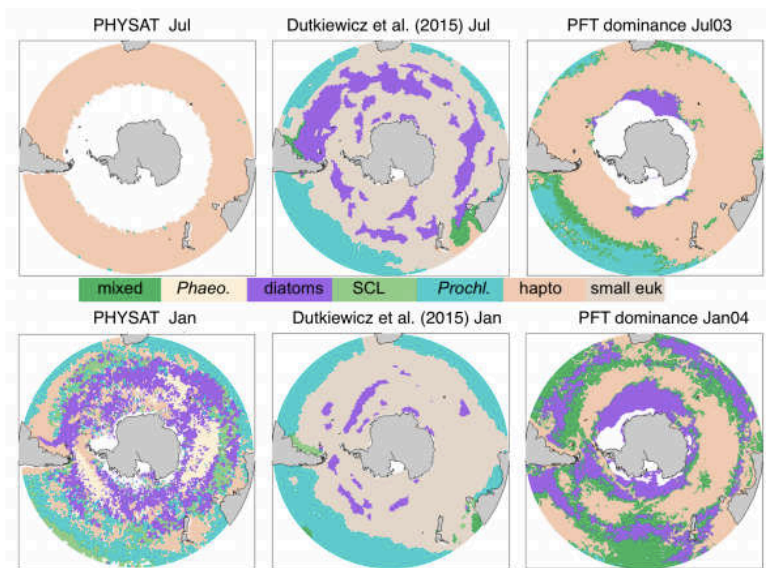 PHYSAT Jul Dutkiewicz et al. (2015) Jul PFT dominance Jul03
mixed Phaeo. diatoms SCL Prochl. hapto small euk
PHYSAT Jan Dutkiewicz et al. (2015) Jan PFT dominance Jan04